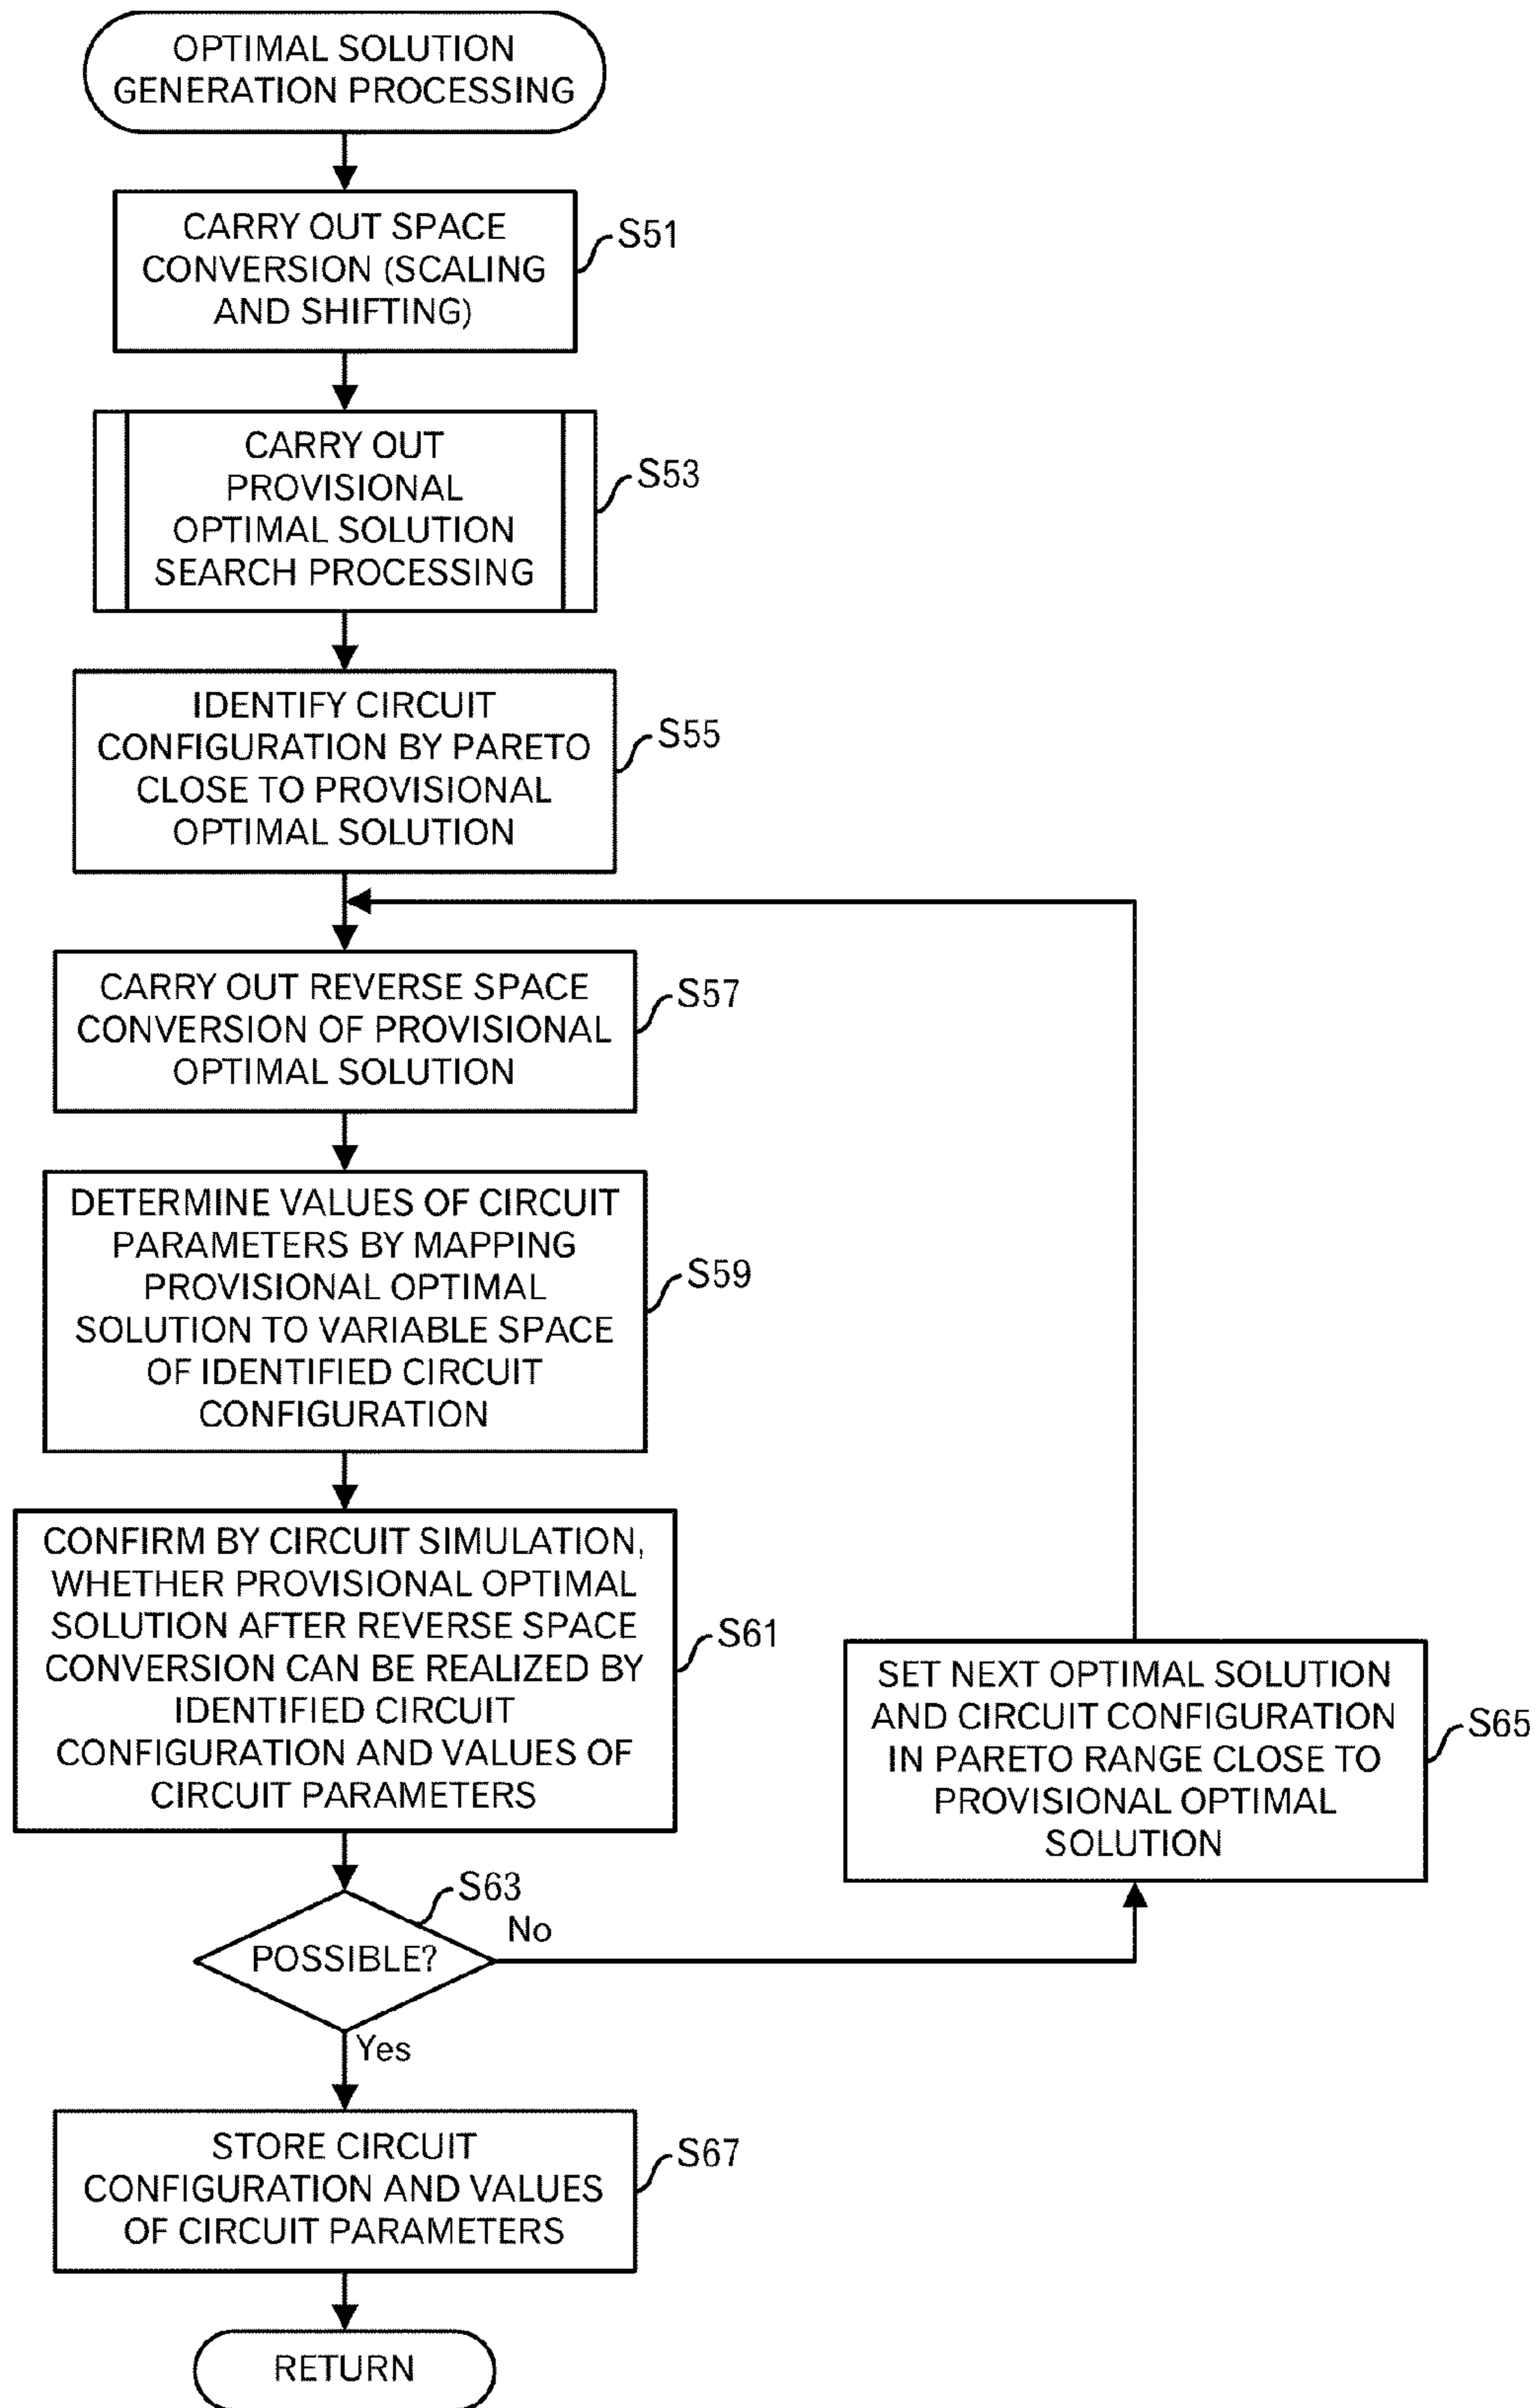 OPTIMAL SOLUTION
GENERATION PROCESSING
CARRY OUT SPACE
CONVERSION (SCALING
AND SHIFTING)
S51
CARRY OUT
PROVISIONAL
OPTIMAL SOLUTION
SEARCH PROCESSING
S53
IDENTIFY CIRCUIT
CONFIGURATION BY PARETO
CLOSE TO PROVISIONAL
OPTIMAL SOLUTION
S55
CARRY OUT REVERSE SPACE
CONVERSION OF PROVISIONAL
OPTIMAL SOLUTION
S57
DETERMINE VALUES OF CIRCUIT
PARAMETERS BY MAPPING
PROVISIONAL OPTIMAL
SOLUTION TO VARIABLE SPACE
OF IDENTIFIED CIRCUIT
CONFIGURATION
S59
CONFIRM BY CIRCUIT SIMULATION,
WHETHER PROVISIONAL OPTIMAL
SOLUTION AFTER REVERSE SPACE
CONVERSION CAN BE REALIZED BY
IDENTIFIED CIRCUIT
CONFIGURATION AND VALUES OF
CIRCUIT PARAMETERS
S61
SET NEXT OPTIMAL SOLUTION
AND CIRCUIT CONFIGURATION
IN PARETO RANGE CLOSE TO
PROVISIONAL OPTIMAL
SOLUTION
S65
S63
POSSIBLE?
No
Yes
STORE CIRCUIT
CONFIGURATION AND VALUES
OF CIRCUIT PARAMETERS
S67
RETURN